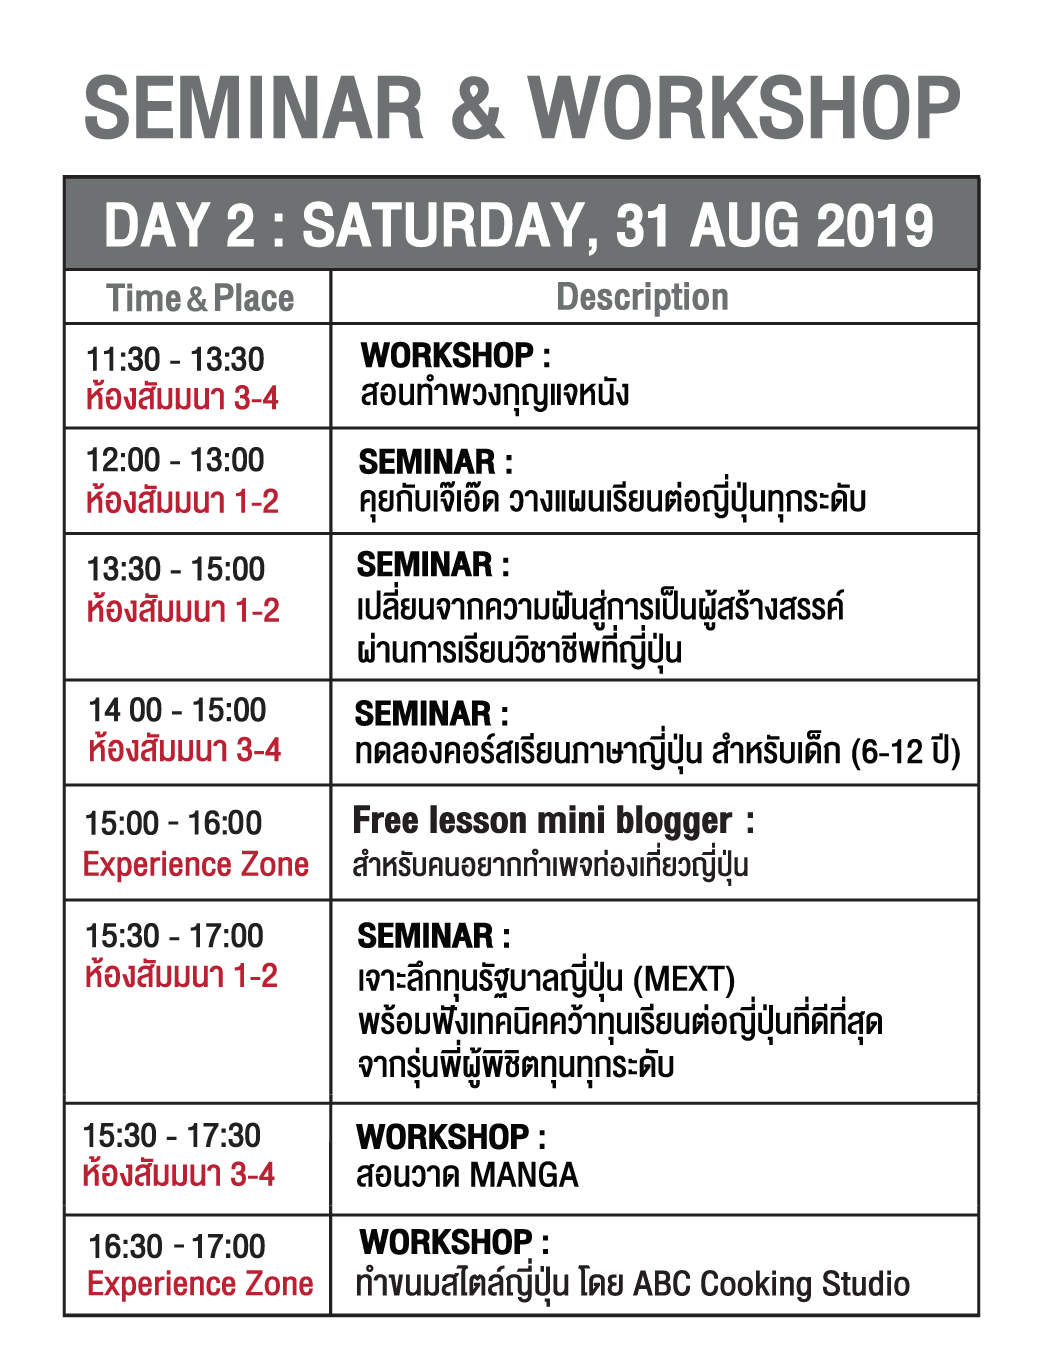 SEMINAR & WORKSHOP
DAY 2 : SATURDAY, 31 AUG 2019
Time & Place
Description
11:30 - 13:30
ห้องสัมมนา 3-4
WORKSHOP :
สอนทำพวงกุญแจหนัง
12:00 - 13:00
ห้องสัมมนา 1-2
SEMINAR :
คุยกับเจ๊เอ๊ด วางแผนเรียนต่อญี่ปุ่นทุกระดับ
13:30 - 15:00
ห้องสัมมนา 1-2
SEMINAR :
เปลี่ยนจากความฝันสู่การเป็นผู้สร้างสรรค์
ผ่านการเรียนวิชาชีพที่ญี่ปุ่น
14 00 - 15:00
ห้องสัมมนา 3-4
SEMINAR :
ทดลองคอร์สเรียนภาษาญี่ปุ่น สำหรับเด็ก (6-12 ปี)
15:00 - 16:00
Experience Zone
Free lesson mini blogger :
สำหรับคนอยากทำเพจท่องเที่ยวญี่ปุ่น
15:30 - 17:00
ห้องสัมมนา 1-2
SEMINAR :
เจาะลึกทุนรัฐบาลญี่ปุ่น (MEXT)
พร้อมฟังเทคนิคคว้าทุนเรียนต่อญี่ปุ่นที่ดีที่สุด
จากรุ่นพี่ผู้พิชิตทุนทุกระดับ
15:30 - 17:30
ห้องสัมมนา 3-4
WORKSHOP :
สอนวาด MANGA
16:30 - 17:00
Experience Zone
WORKSHOP :
ทำขนมสไตล์ญี่ปุ่น โดย ABC Cooking Studio